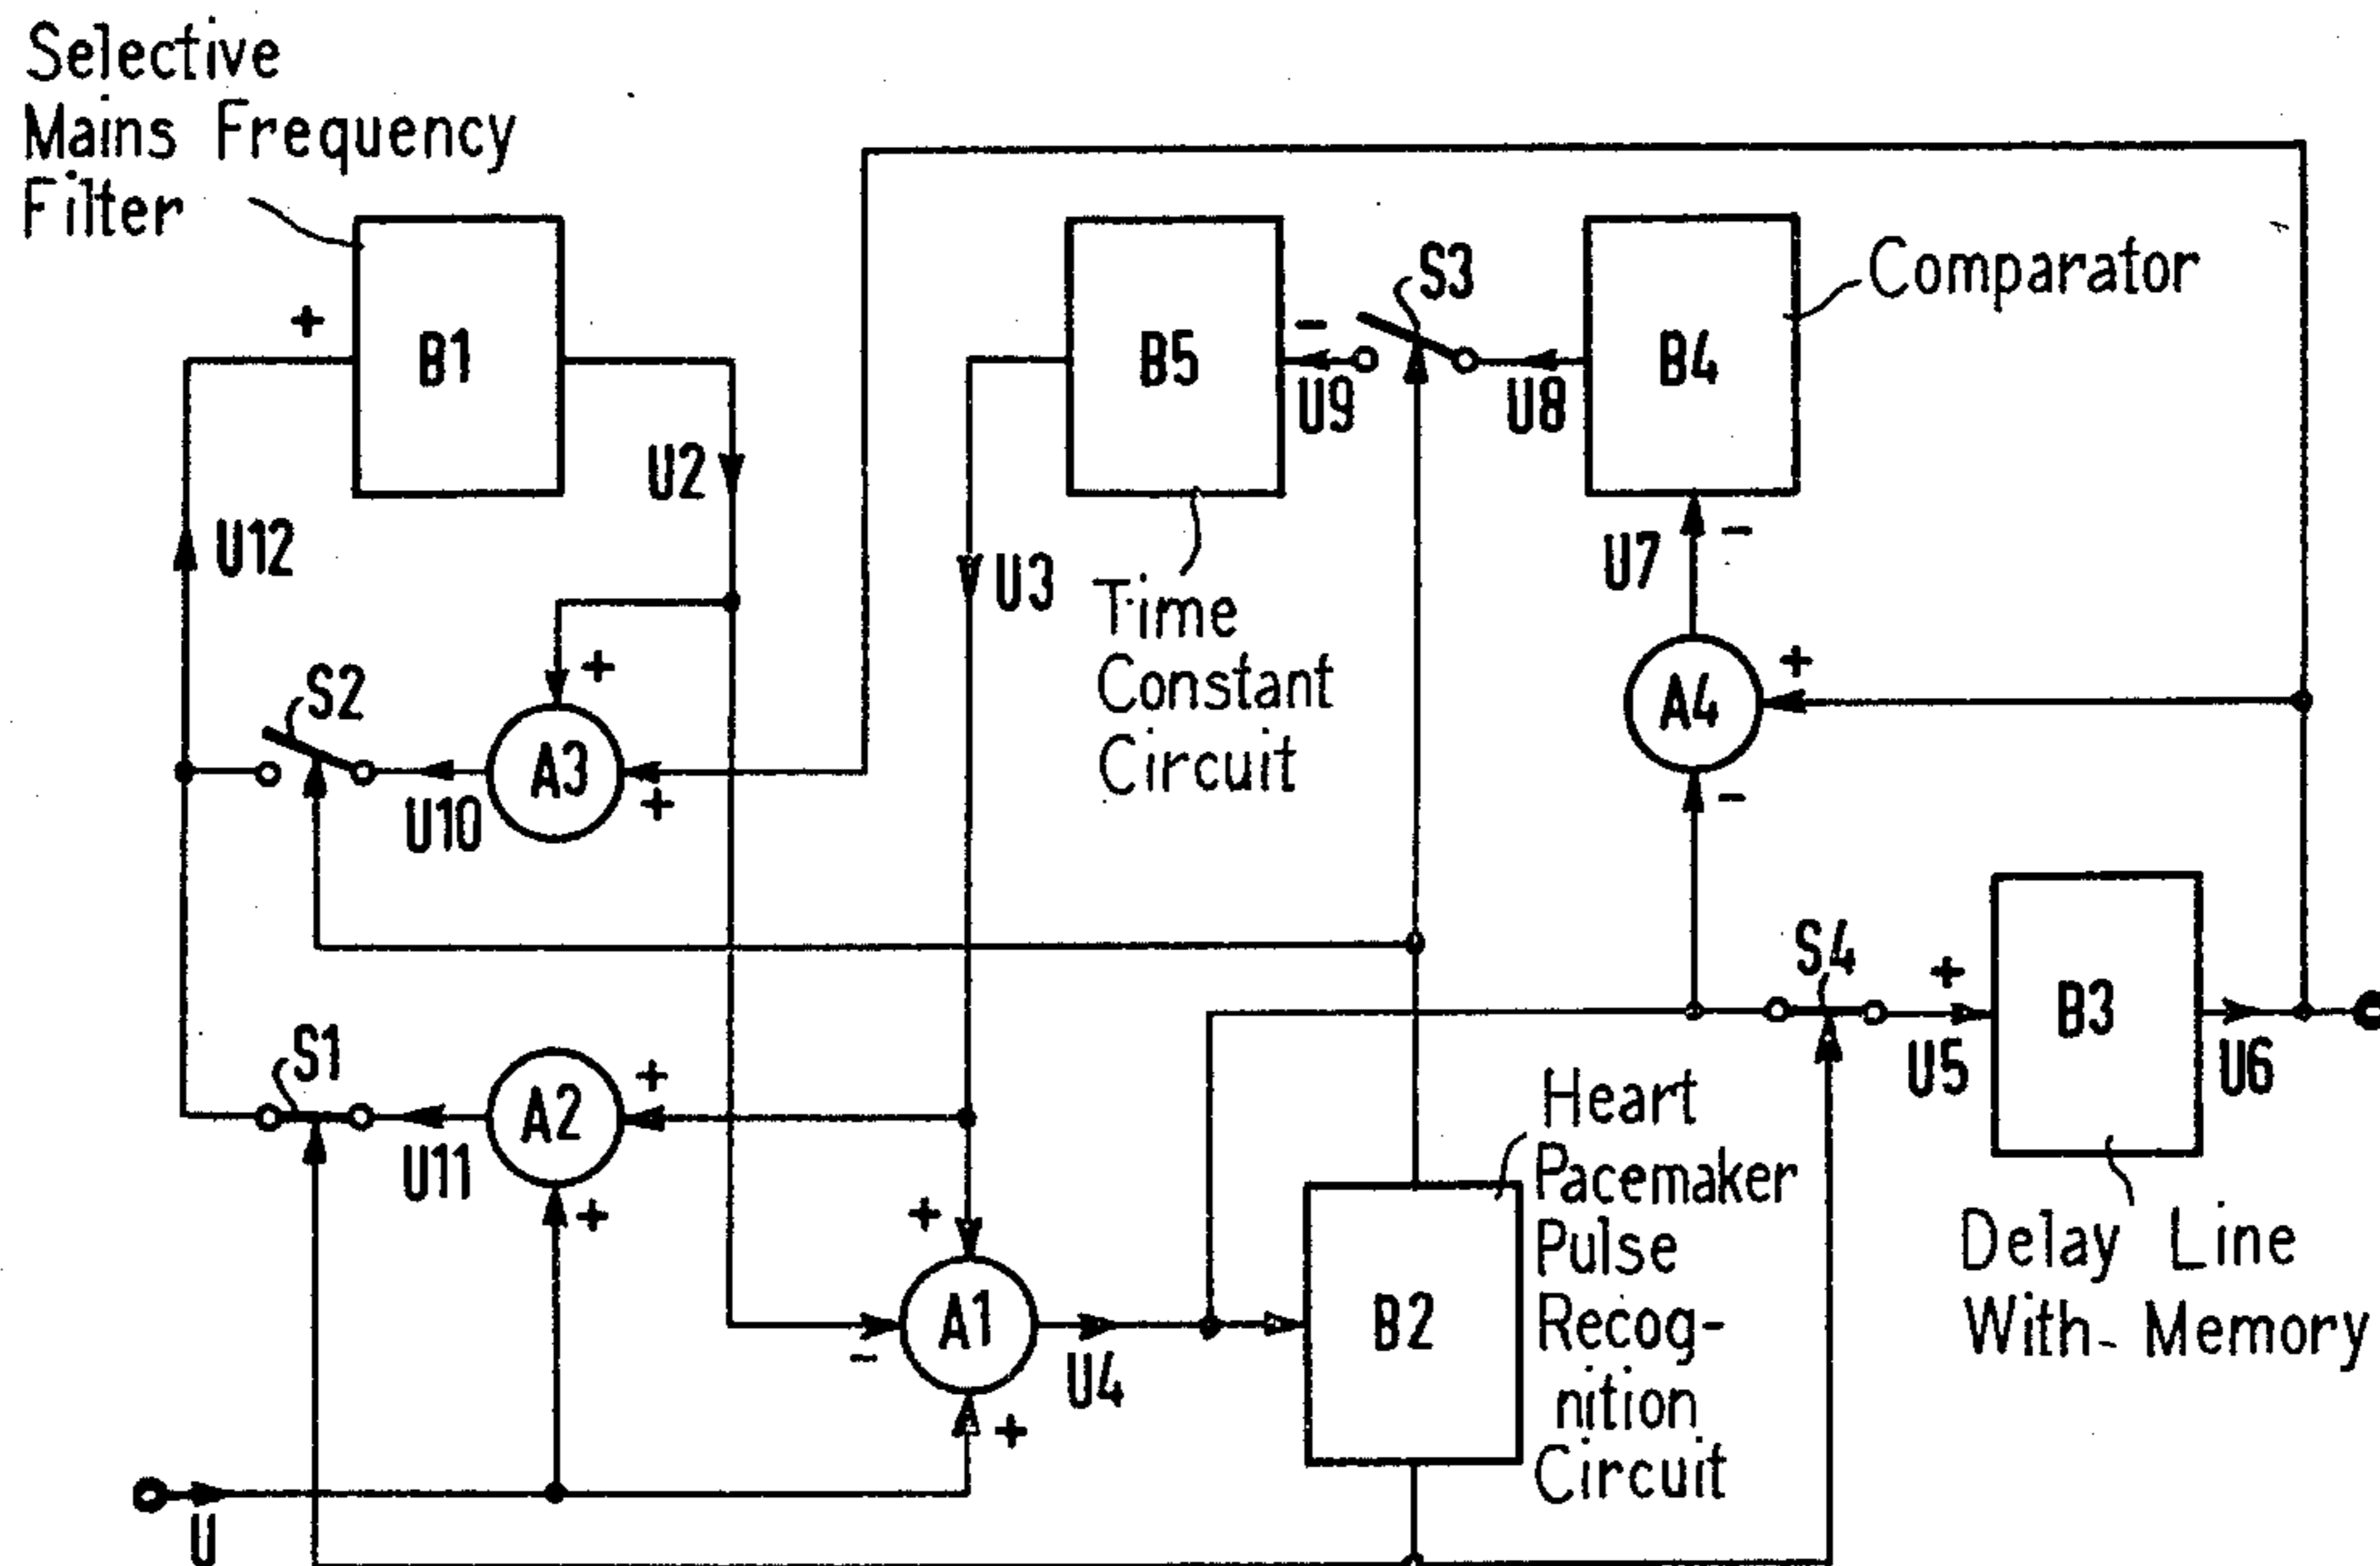 Selective
Mains Frequency
Filter
B1
+
U2
U12
S2
A3
+
+
U10
S1
A2
+
+
U11
U
B5
-
U9
S3
U8
B4
Comparator
U3
Time
Constant
Circuit
U7
-
A4
+
-
S4
+
U5
B3
U6
Delay Line
With- Memory
A1
+
-
+
U4
B2
Heart
Pacemaker
Pulse
Recog-
nition
Circuit